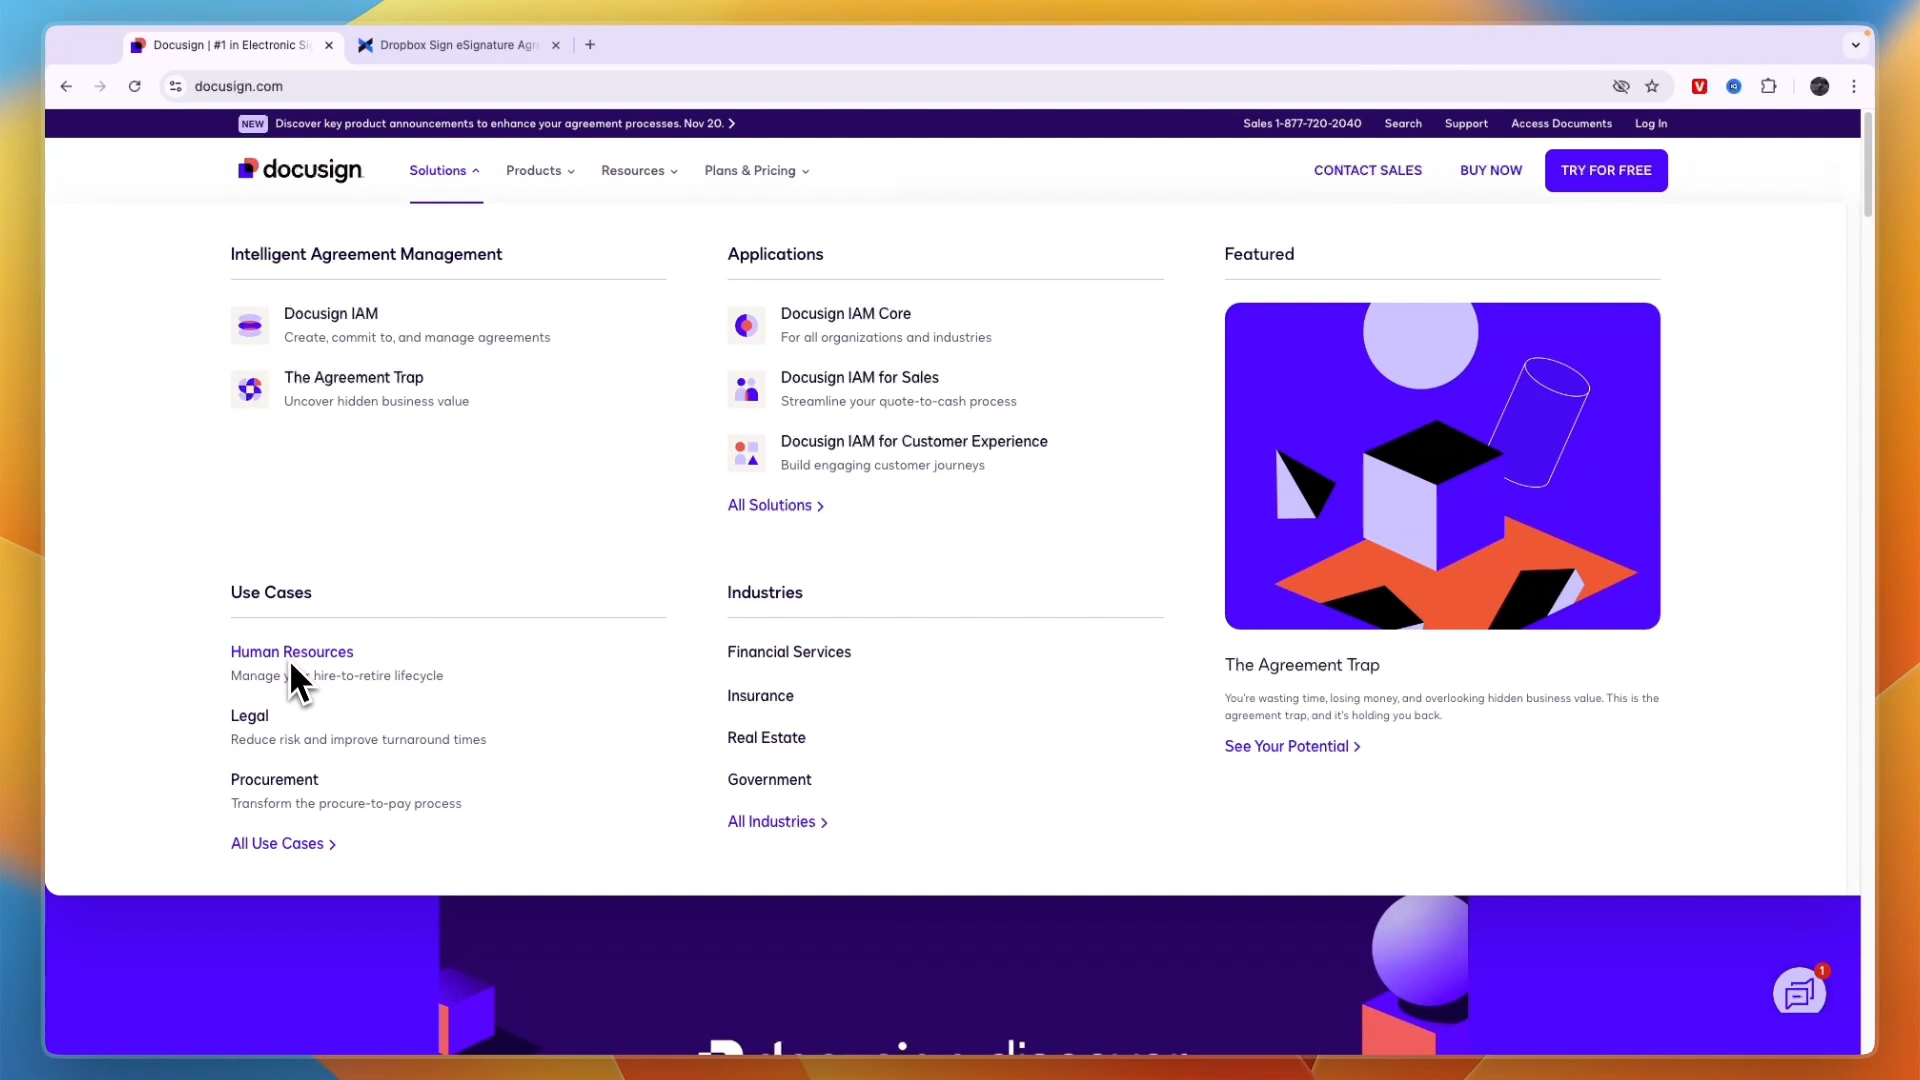 Docusign | #1 in Electronic Si
Dropbox Sign eSignature Agr
docusign.com
NEW Discover key product announcements to enhance your agreement processes. Nov 20.
Sales 1-877-720-2040 Search Support Access Documents Log In
docusign
Solutions Products Resources Plans & Pricing
CONTACT SALES BUY NOW TRY FOR FREE
Intelligent Agreement Management
Docusign IAM
Create, commit to, and manage agreements
The Agreement Trap
Uncover hidden business value
Applications
Docusign IAM Core
For all organizations and industries
Docusign IAM for Sales
Streamline your quote-to-cash process
Docusign IAM for Customer Experience
Build engaging customer journeys
All Solutions
Featured
The Agreement Trap
You're wasting time, losing money, and overlooking hidden business value. This is the
agreement trap, and it's holding you back.
See Your Potential
Use Cases
Human Resources
Manage hire-to-retire lifecycle
Legal
Reduce risk and improve turnaround times
Procurement
Transform the procure-to-pay process
All Use Cases
Industries
Financial Services
Insurance
Real Estate
Government
All Industries
1